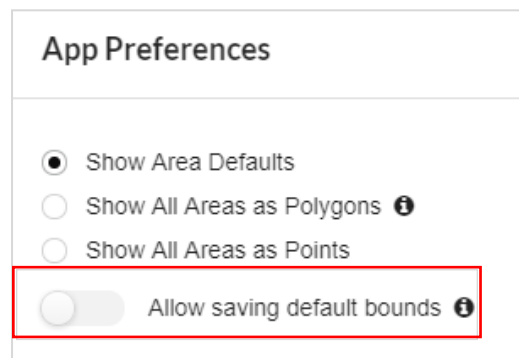 App Preferences
Show Area Defaults
Show All Areas as Polygons
Show All Areas as Points
Allow saving default bounds